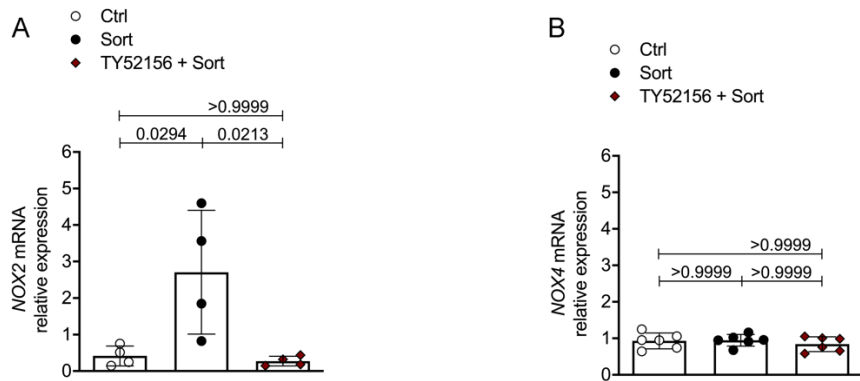 A
Ctrl
Sort
TY52156 + Sort
>0.9999
0.0294 0.0213
NOX2 mRNA
relative expression
6
5
4
3
2
1
0
B
Ctrl
Sort
TY52156 + Sort
NOX4 mRNA
relative expression
6
5
4
3
2
1
0
>0.9999
>0.9999 >0.9999